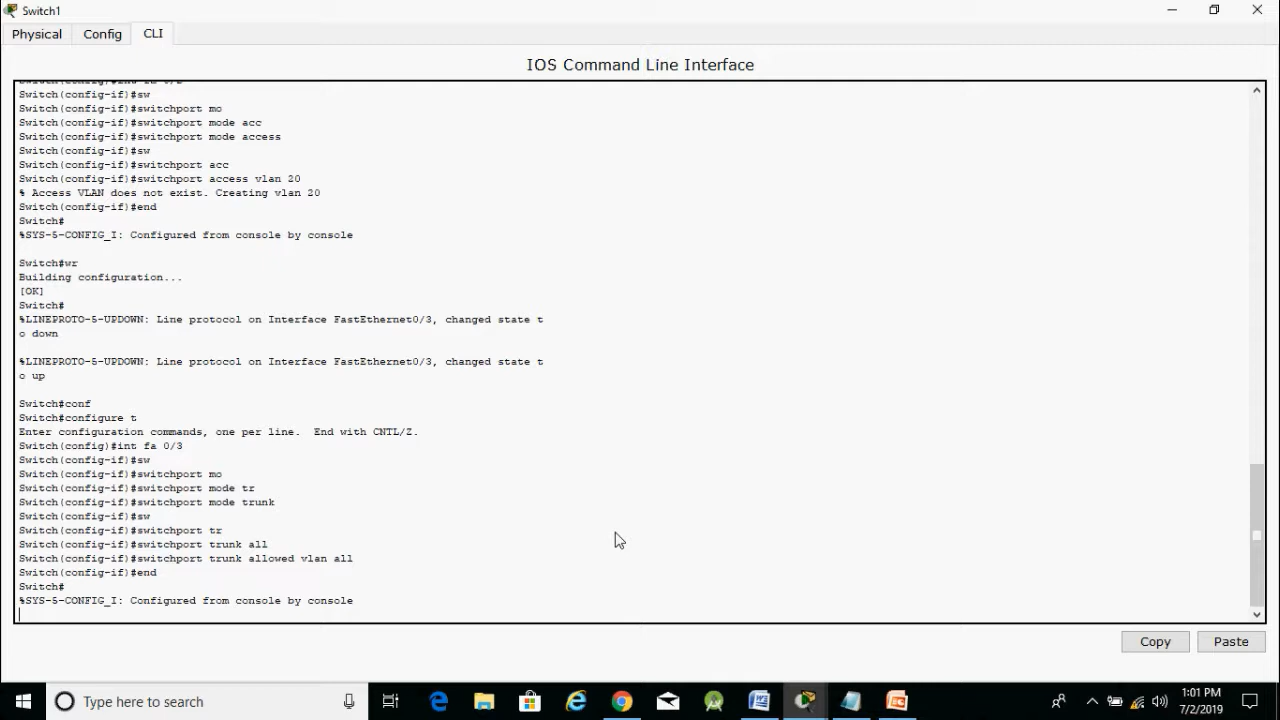 Switch1
Physical
Config
CLI
IOS Command Line Interface
Switch(config-if)#sw
Switch(config-if)#switchport mo
Switch(config-if)#switchport mode acc
Switch(config-if)#switchport mode access
Switch(config-if)#sw
Switch(config-if)#switchport acc
Switch(config-if)#switchport access vlan 20
% Access VLAN does not exist. Creating vlan 20
Switch(config-if)#end
Switch#
%SYS-5-CONFIG_I: Configured from console by console
Switch#wr
Building configuration...
[OK]
Switch#
%LINEPROTO-5-UPDOWN: Line protocol on Interface FastEthernet0/3, changed state t
o down
%LINEPROTO-5-UPDOWN: Line protocol on Interface FastEthernet0/3, changed state t
o up
Switch#conf
Switch#configure t
Enter configuration commands, one per line.  End with CNTL/Z.
Switch(config)#int fa 0/3
Switch(config-if)#sw
Switch(config-if)#switchport mo
Switch(config-if)#switchport mode tr
Switch(config-if)#switchport mode trunk
Switch(config-if)#sw
Switch(config-if)#switchport tr
Switch(config-if)#switchport trunk all
Switch(config-if)#switchport trunk allowed vlan all
Switch(config-if)#end
Switch#
%SYS-5-CONFIG_I: Configured from console by console
Copy
Paste
Type here to search
1:01 PM
7/2/2019